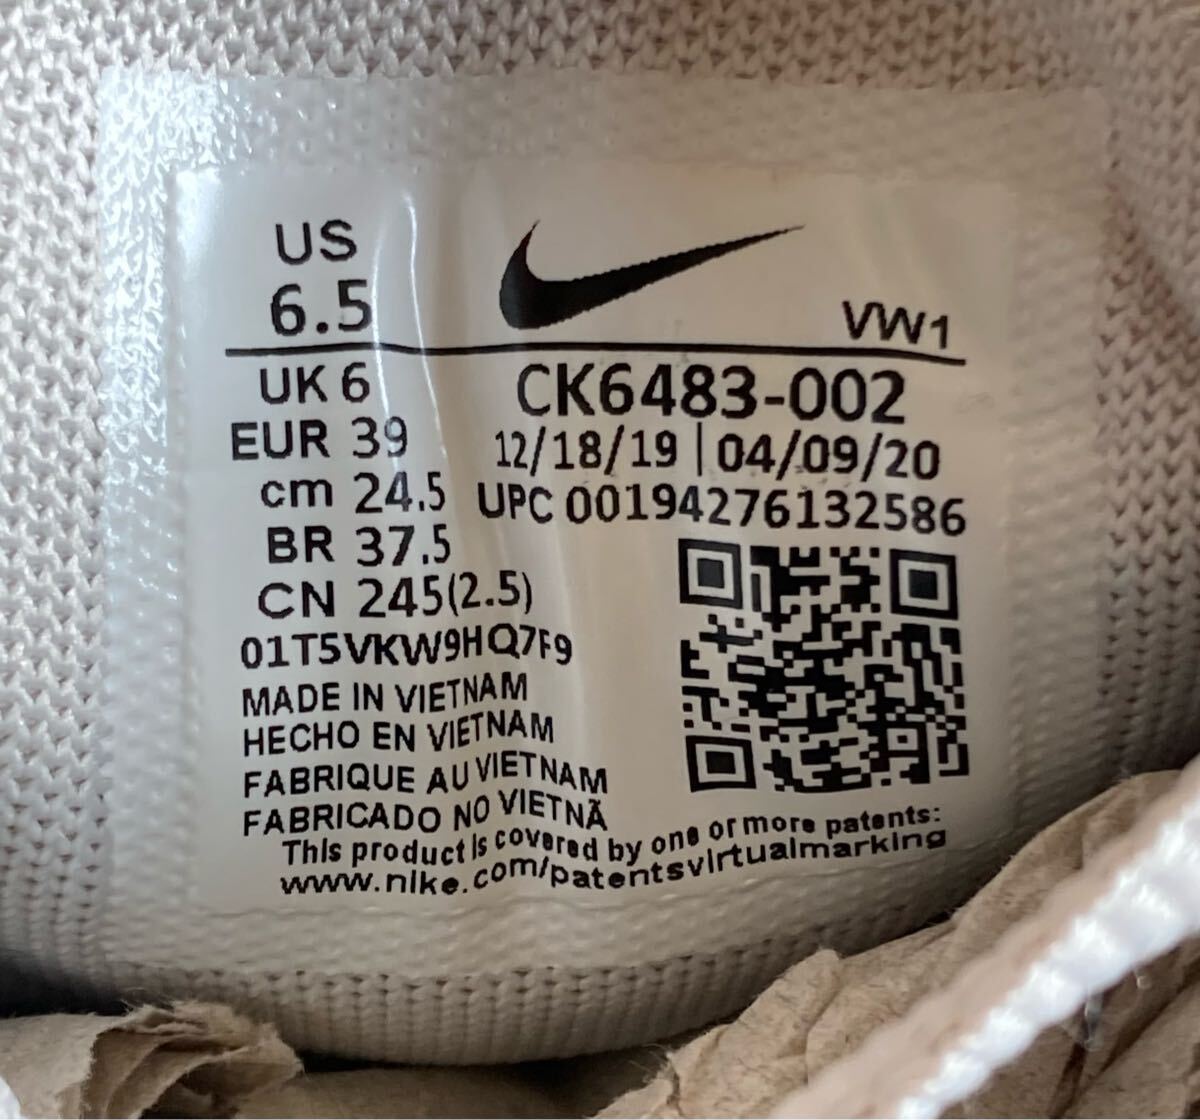 US
6.5
VW1
UK 6
CK6483-002
EUR 39
12/18/19 | 04/09/20
cm 24.5
UPC 00194276132586
BR 37.5
CN 245(2.5)
01T5VKW9HQ7F9
MADE IN VIETNAM
HECHO EN VIETNAM
FABRIQUE AU VIETNAM
FABRICADO NO VIETNÃ
This product is covered by one or more patents:
www.nike.com/patentsvirtualmarking